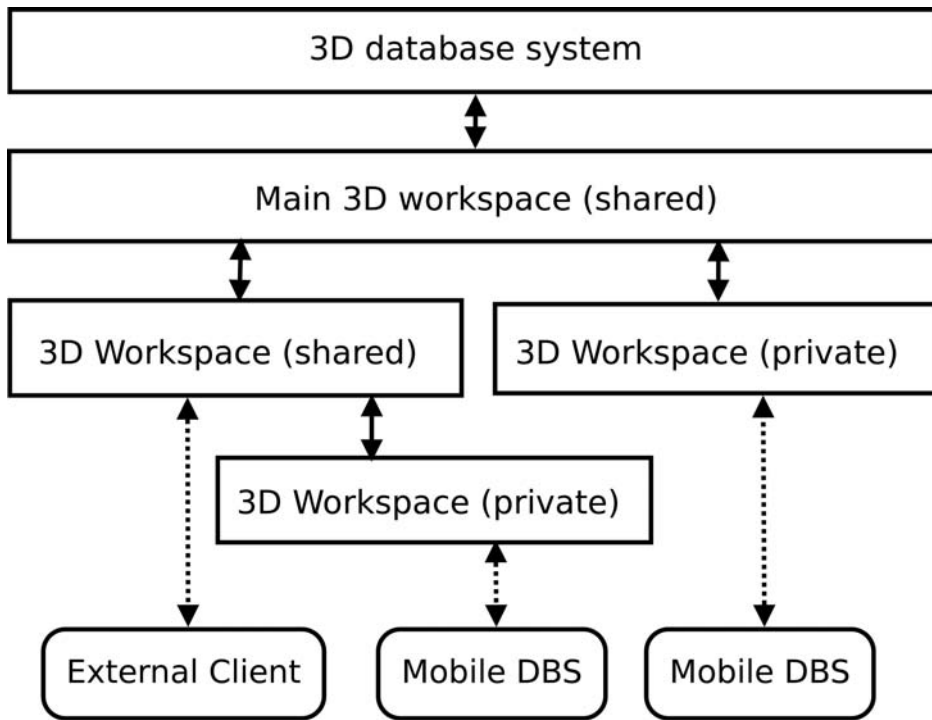 3D database system
Main 3D workspace (shared)
3D Workspace (shared)
3D Workspace (private)
3D Workspace (private)
External Client
Mobile DBS
Mobile DBS